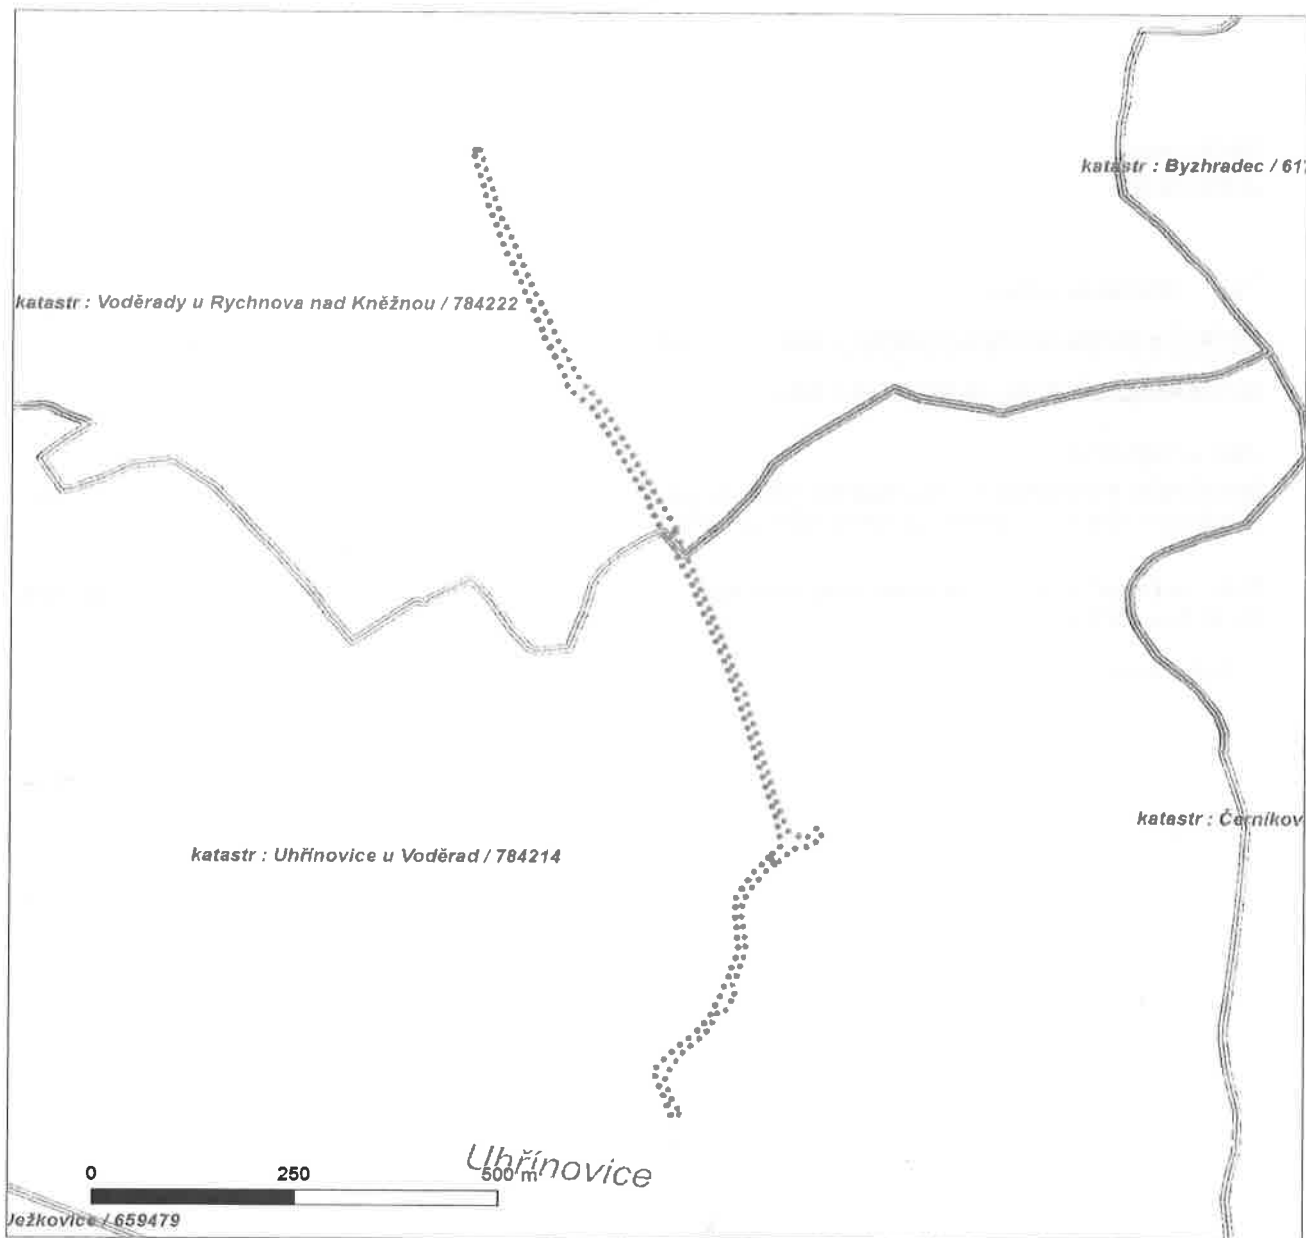 katastr : Byzhradec / 617
katastr : Voděrady u Rychnova nad Kněžnou / 784222
katastr : Černíkov
katastr : Uhřínovice u Voděrad / 784214
Uhřínovice
0 250 500 m
Ježkovice / 659479